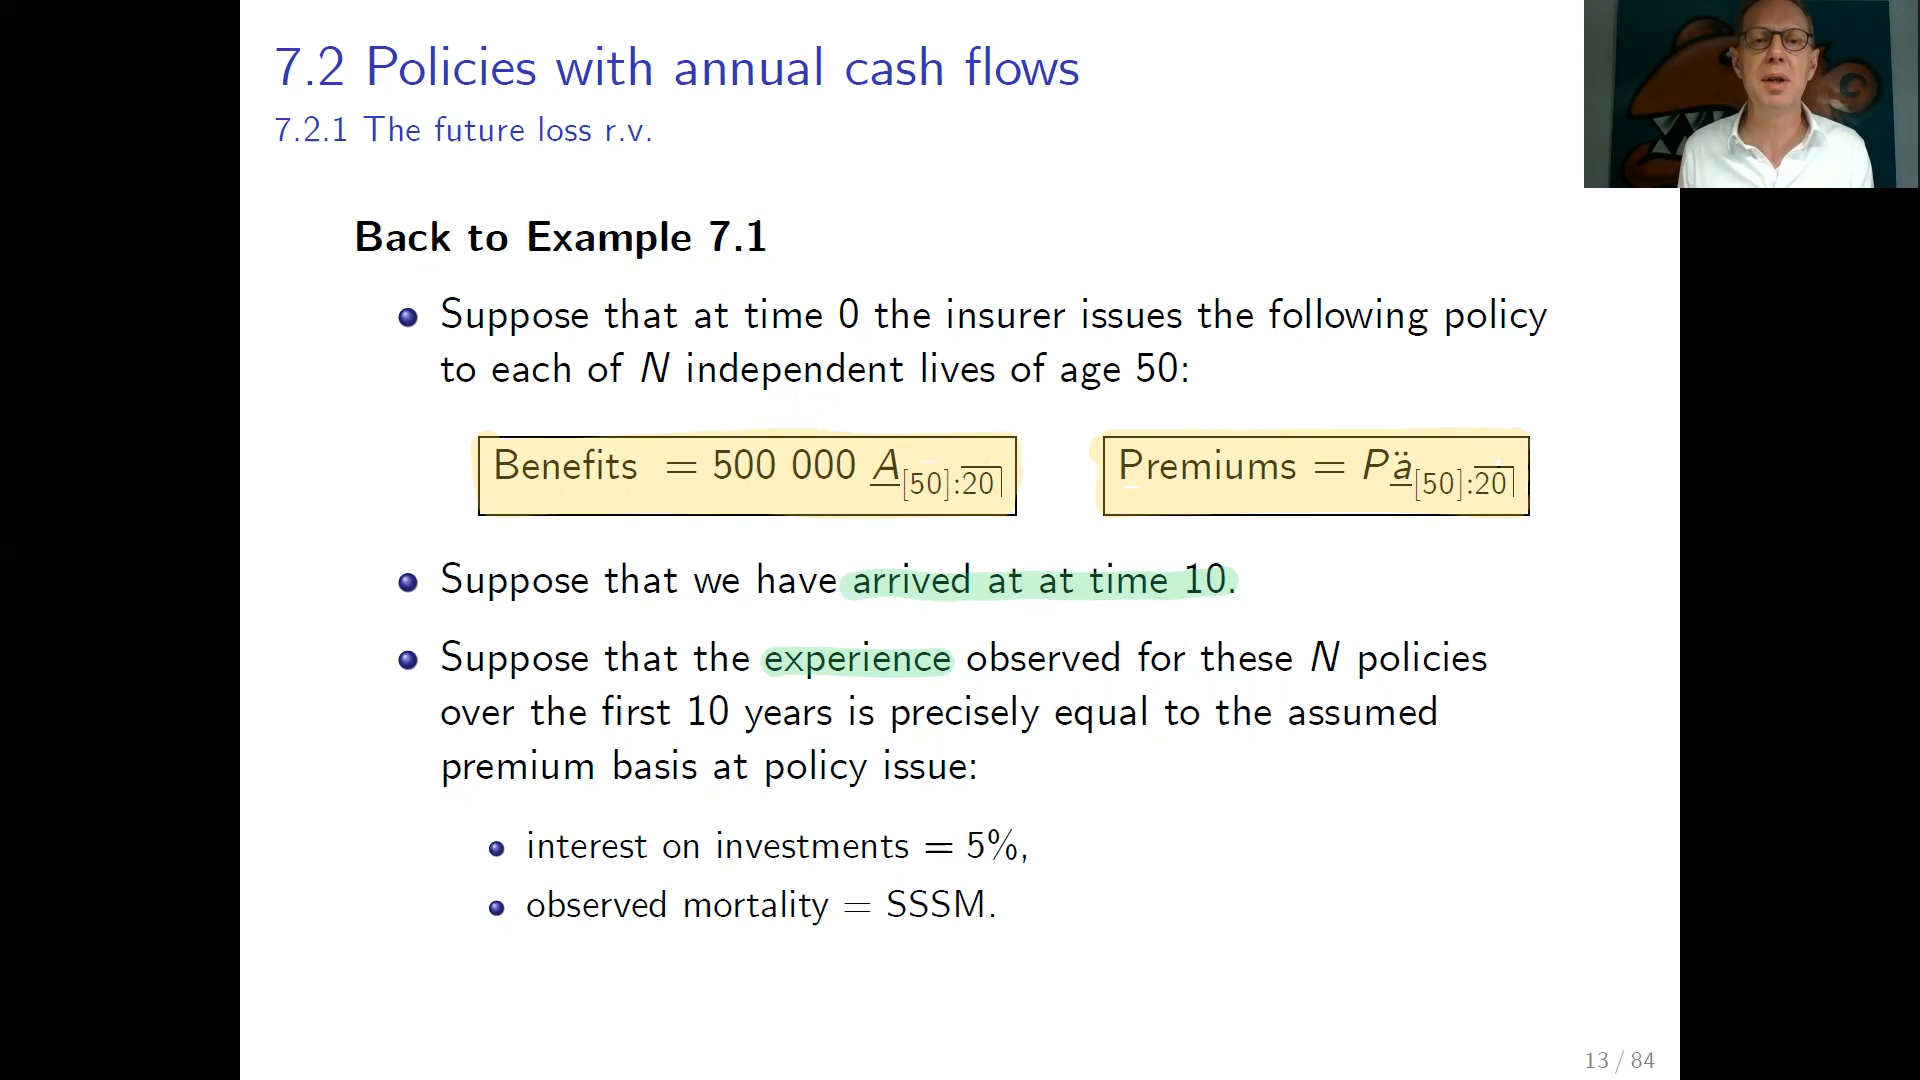 7.2 Policies with annual cash flows
7.2.1 The future loss r.v.
Back to Example 7.1
Suppose that at time 0 the insurer issues the following policy
to each of N independent lives of age 50:
Benefits = 500 000 A̲[50]:20̅|
Premiums = Pä̲[50]:20̅|
Suppose that we have arrived at at time 10.
Suppose that the experience observed for these N policies
over the first 10 years is precisely equal to the assumed
premium basis at policy issue:
interest on investments = 5%,
observed mortality = SSSM.
13 / 84